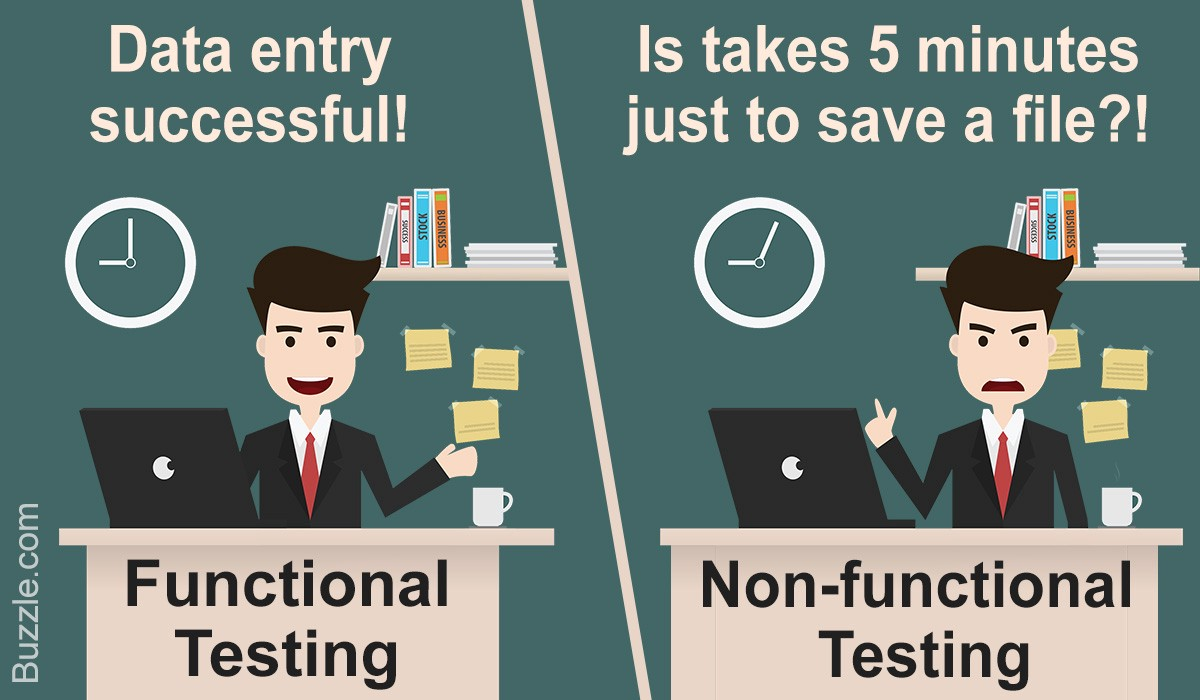 Data entry
successful!
SUCCESS
STOCK
BUSINESS
Functional
Testing
Is takes 5 minutes
just to save a file?!
SUCCESS
STOCK
BUSINESS
Non-functional
Testing
Buzzle.com